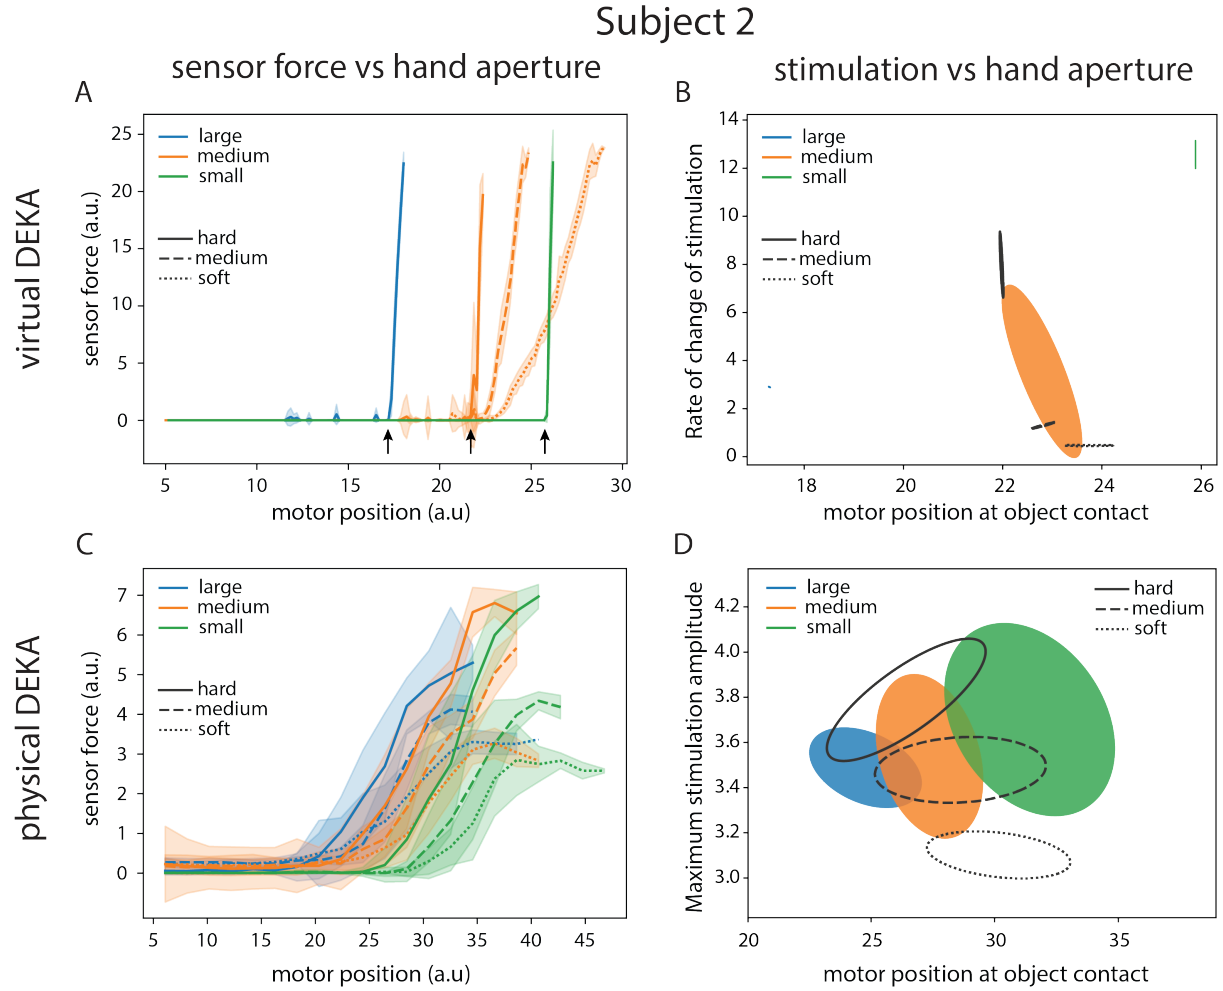 Subject 2
sensor force vs hand aperture
stimulation vs hand aperture
virtual DEKA
physical DEKA
A
sensor force (a.u.)
25
20
15
10
5
0
large
medium
small
hard
medium
soft
5 10 15 20 25 30
motor position (a.u)
B
Rate of change of stimulation
14
12
10
8
6
4
2
0
large
medium
small
hard
medium
soft
18 20 22 24 26
motor position at object contact
C
sensor force (a.u.)
7
6
5
4
3
2
1
0
large
medium
small
hard
medium
soft
5 10 15 20 25 30 35 40 45
motor position (a.u)
D
Maximum stimulation amplitude
4.2
4.0
3.8
3.6
3.4
3.2
3.0
large
medium
small
hard
medium
soft
20 25 30 35
motor position at object contact